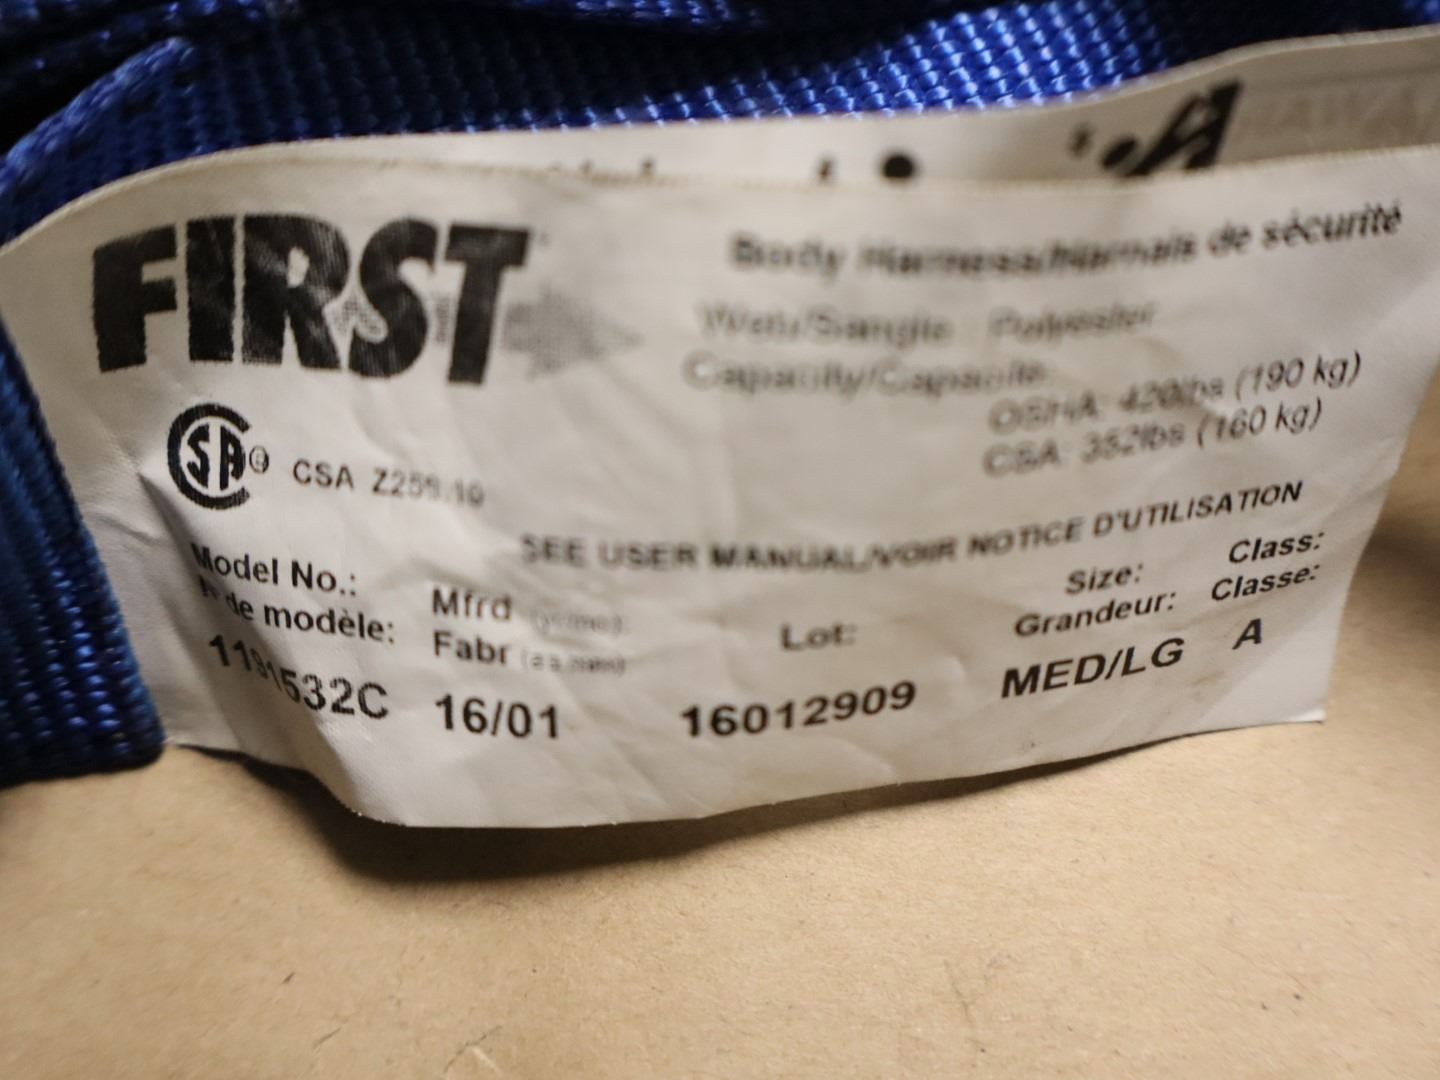 FIRST
Body Harness/Harnais de sécurité
Web/Sangle : Polyester
Capacity/Capacité:
OSHA: 420lbs (190 kg)
CSA: 352lbs (160 kg)
CSA Z259.10
SEE USER MANUAL/VOIR NOTICE D'UTILISATION
Model No.:
N° de modèle:
1191532C
Mfrd
Fabr
16/01
Lot:
16012909
Size:
Grandeur:
MED/LG
Class:
Classe:
A